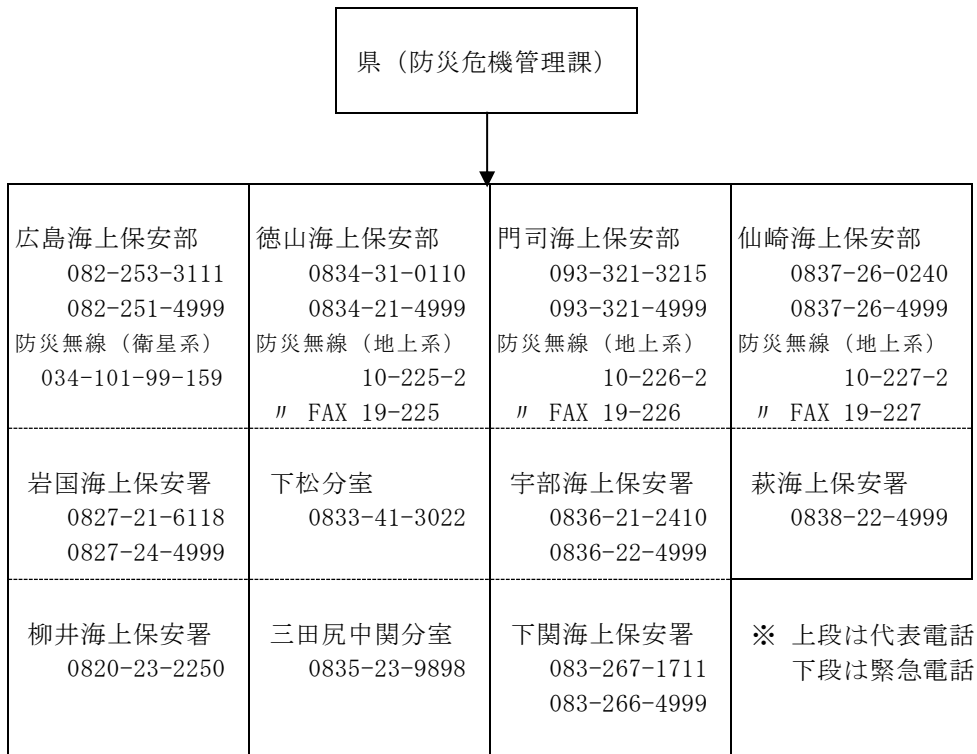 県（防災危機管理課）
広島海上保安部
082-253-3111
082-251-4999
防災無線（衛星系）
034-101-99-159
徳山海上保安部
0834-31-0110
0834-21-4999
防災無線（地上系）
10-225-2
〃 FAX 19-225
門司海上保安部
093-321-3215
093-321-4999
防災無線（地上系）
10-226-2
〃 FAX 19-226
仙崎海上保安部
0837-26-0240
0837-26-4999
防災無線（地上系）
10-227-2
〃 FAX 19-227
岩国海上保安署
0827-21-6118
0827-24-4999
下松分室
0833-41-3022
宇部海上保安署
0836-21-2410
0836-22-4999
萩海上保安署
0838-22-4999
柳井海上保安署
0820-23-2250
三田尻中関分室
0835-23-9898
下関海上保安署
083-267-1711
083-266-4999
※ 上段は代表電話
下段は緊急電話